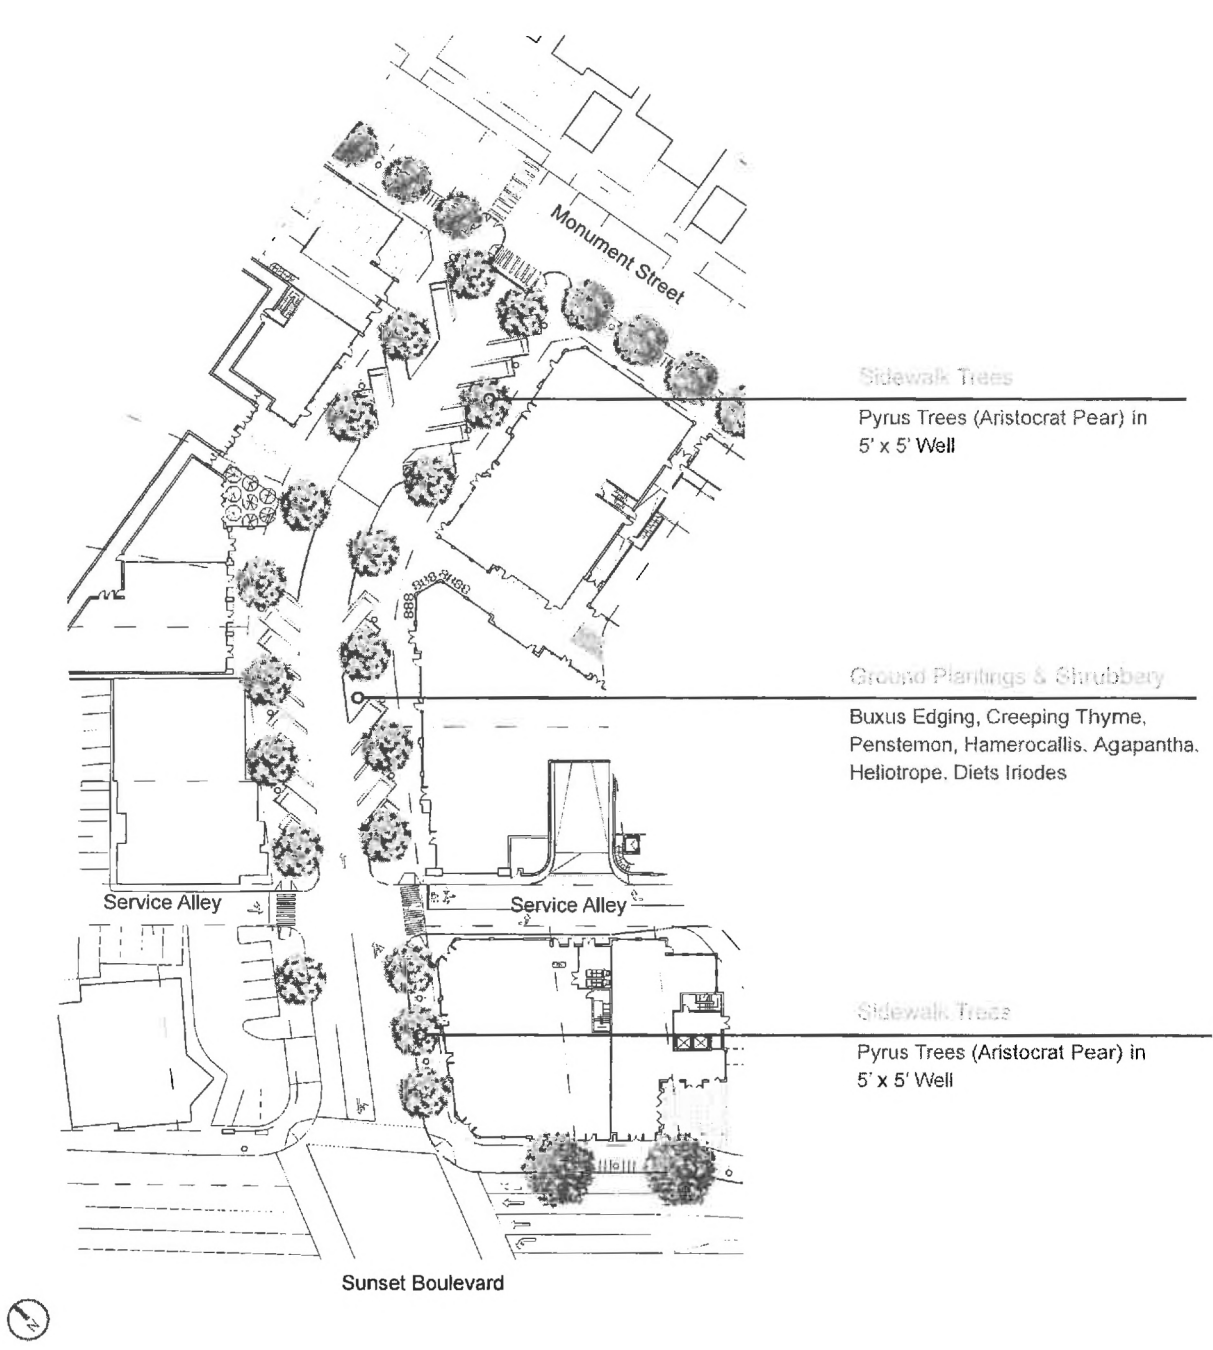 Monument Street
Sidewalk Trees
Pyrus Trees (Aristocrat Pear) in
5' x 5' Well
Ground Plantings & Shrubbery
Buxus Edging, Creeping Thyme,
Penstemon, Hamerocallis. Agapantha.
Heliotrope. Diets Iriodes
Service Alley
Service Alley
Sidewalk Trees
Pyrus Trees (Aristocrat Pear) in
5' x 5' Well
Sunset Boulevard
N